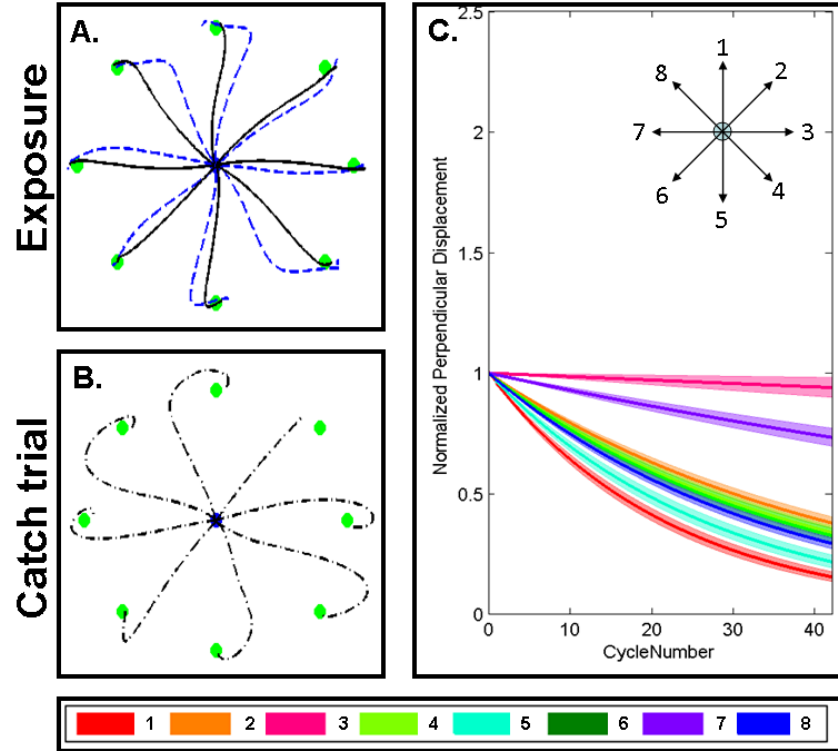 A.
Exposure
B.
Catch trial
C.
Normalized Perpendicular Displacement
2.5
2
1.5
1
0.5
0
0 10 20 30 40
CycleNumber
1
8 2
7 3
6 4
5
1 2 3 4 5 6 7 8